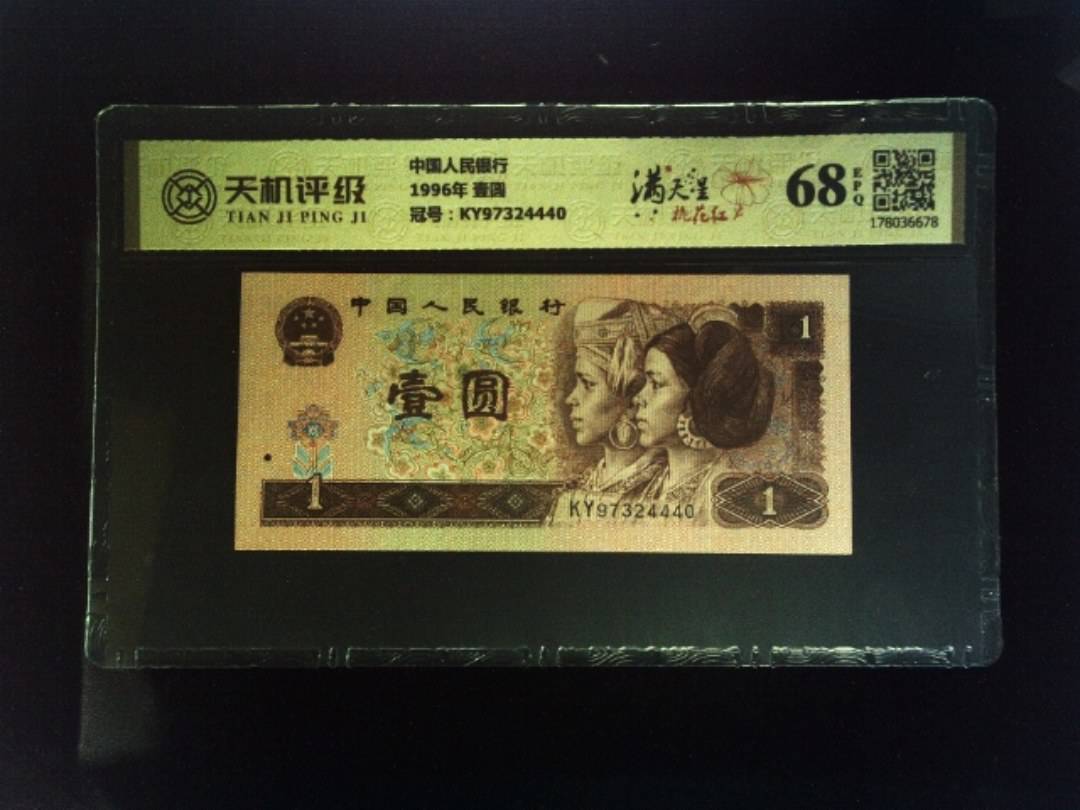 天机评级
TIAN JI PING JI
中国人民银行
1996年 壹圆
冠号：KY97324440
满天星
桃花红
68
EPQ
178036678
中国人民银行
1
壹圆
1
KY97324440
1